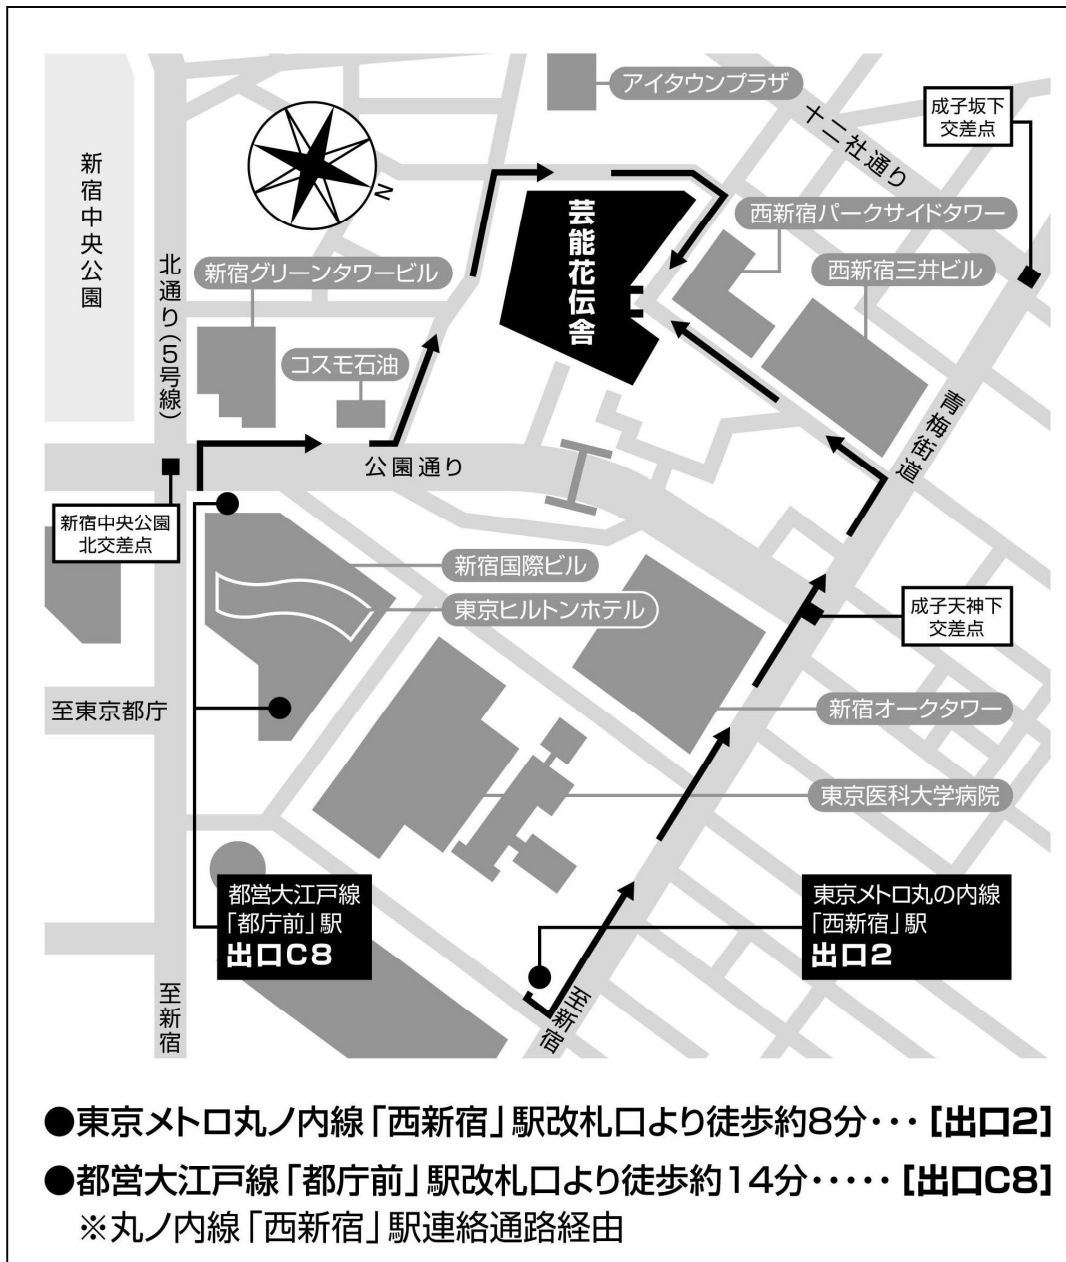 アイタウンプラザ
成子坂下
交差点
十二社通り
新宿中央公園
N
芸能花伝舎
西新宿パークサイドタワー
北通り(5号線)
新宿グリーンタワービル
西新宿三井ビル
コスモ石油
青梅街道
公園通り
新宿中央公園
北交差点
新宿国際ビル
東京ヒルトンホテル
成子天神下
交差点
至東京都庁
新宿オークタワー
東京医科大学病院
都営大江戸線
「都庁前」駅
出口C8
東京メトロ丸の内線
「西新宿」駅
出口2
至新宿
至新宿
●東京メトロ丸ノ内線「西新宿」駅改札口より徒歩約8分・・・[出口2]
●都営大江戸線「都庁前」駅改札口より徒歩約14分・・・・・[出口C8]
※丸ノ内線「西新宿」駅連絡通路経由